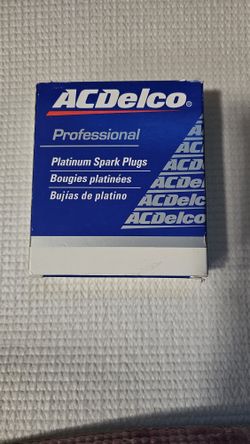 ACDelco®
Professional
Platinum Spark Plugs
Bougies platinées
Bujías de platino
ACDelco
ACDelco
ACDelco
ACDelco
ACDelco